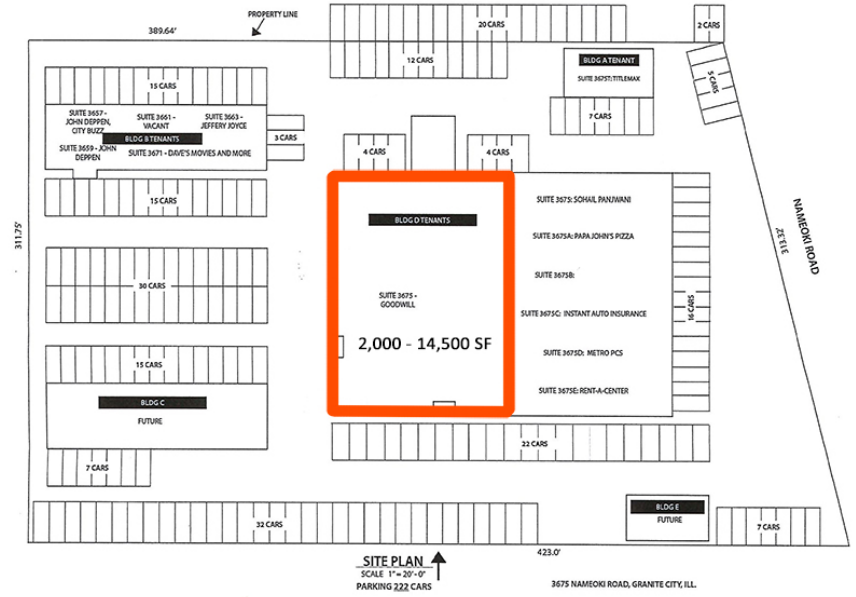 PROPERTY LINE
389.64'
20 CARS
2 CARS
12 CARS
5 CARS
BLDG A TENANT
SUITE 3675T: TITLEMAX
7 CARS
15 CARS
SUITE 3657 -
JOHN DEPPEN,
CITY BUZZ
SUITE 3661 -
VACANT
SUITE 3663 -
JEFFERY JOYCE
BLDG B TENANTS
SUITE 3659 - JOHN
DEPPEN
SUITE 3671 - DAVE'S MOVIES AND MORE
3 CARS
4 CARS
4 CARS
15 CARS
311.75'
30 CARS
15 CARS
BLDG C
FUTURE
7 CARS
BLDG D TENANTS
SUITE 3675 -
GOODWILL
2,000 - 14,500 SF
SUITE 3675: SOHAIL PANJWANI
SUITE 3675A: PAPA JOHN'S PIZZA
SUITE 3675B:
SUITE 3675C: INSTANT AUTO INSURANCE
SUITE 3675D: METRO PCS
SUITE 3675E: RENT-A-CENTER
16 CARS
NAMEOKI ROAD
313.32'
22 CARS
32 CARS
BLDG E
FUTURE
7 CARS
423.0'
SITE PLAN
SCALE 1" = 20'-0"
PARKING 222 CARS
3675 NAMEOKI ROAD, GRANITE CITY, ILL.